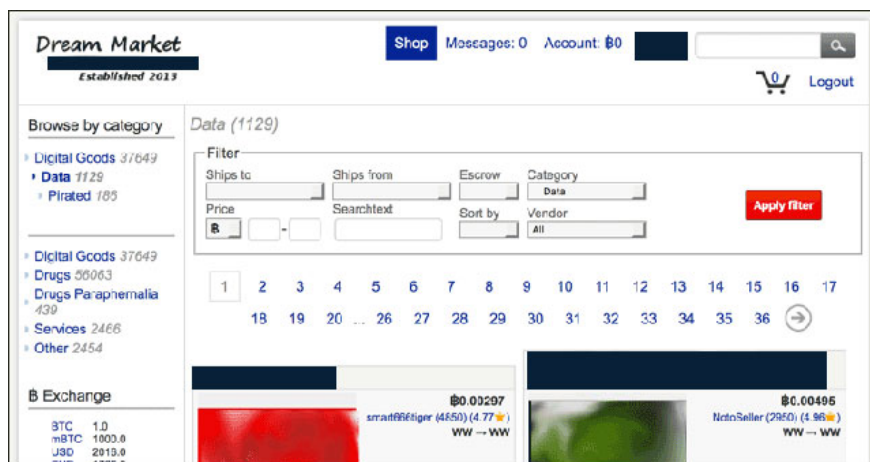 Dream Market
Established 2013
Shop Messages: 0 Account: ฿0
0 Logout
Browse by category
Digital Goods 37649
Data 1129
Pirated 185
Digital Goods 37649
Drugs 56063
Drugs Paraphernalia
439
Services 2466
Other 2454
฿ Exchange
BTC 1.0
mBTC 1000.0
USD
Data (1129)
Filter
Ships to Ships from Escrow Category
Data
Apply filter
Price Searchtext Sort by Vendor
฿ - All
1 2 3 4 5 6 7 8 9 10 11 12 13 14 15 16 17
18 19 20 ... 26 27 28 29 30 31 32 33 34 35 36
฿0.00297
smart666tiger (4850) (4.77★)
WW → WW
฿0.00495
NotoSeller (2950) (4.96★)
WW → WW